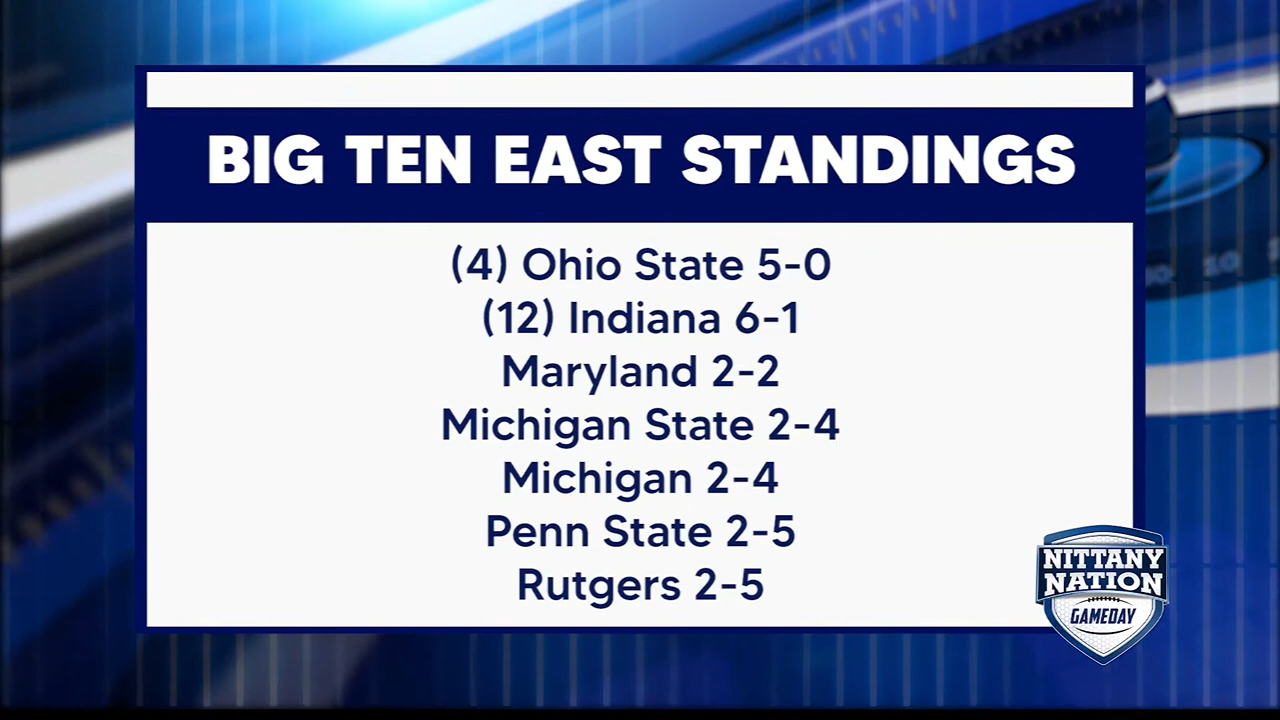 BIG TEN EAST STANDINGS
(4) Ohio State 5-0
(12) Indiana 6-1
Maryland 2-2
Michigan State 2-4
Michigan 2-4
Penn State 2-5
Rutgers 2-5
NITTANY
NATION
GAMEDAY